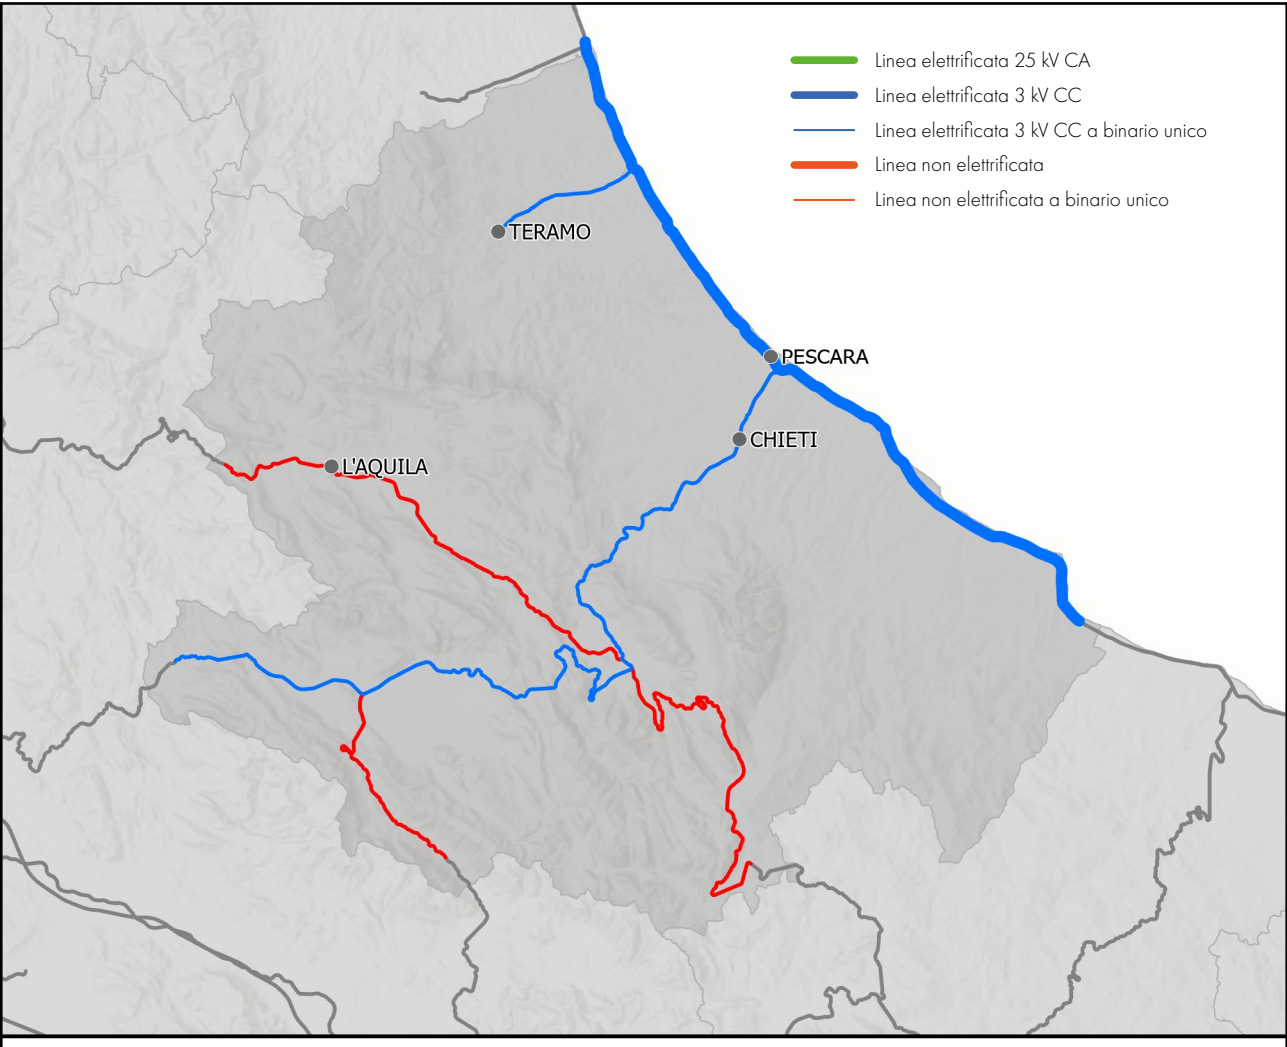 Linea elettrificata 25 kV CA
Linea elettrificata 3 kV CC
Linea elettrificata 3 kV CC a binario unico
Linea non elettrificata
Linea non elettrificata a binario unico
TERAMO
PESCARA
CHIETI
L'AQUILA